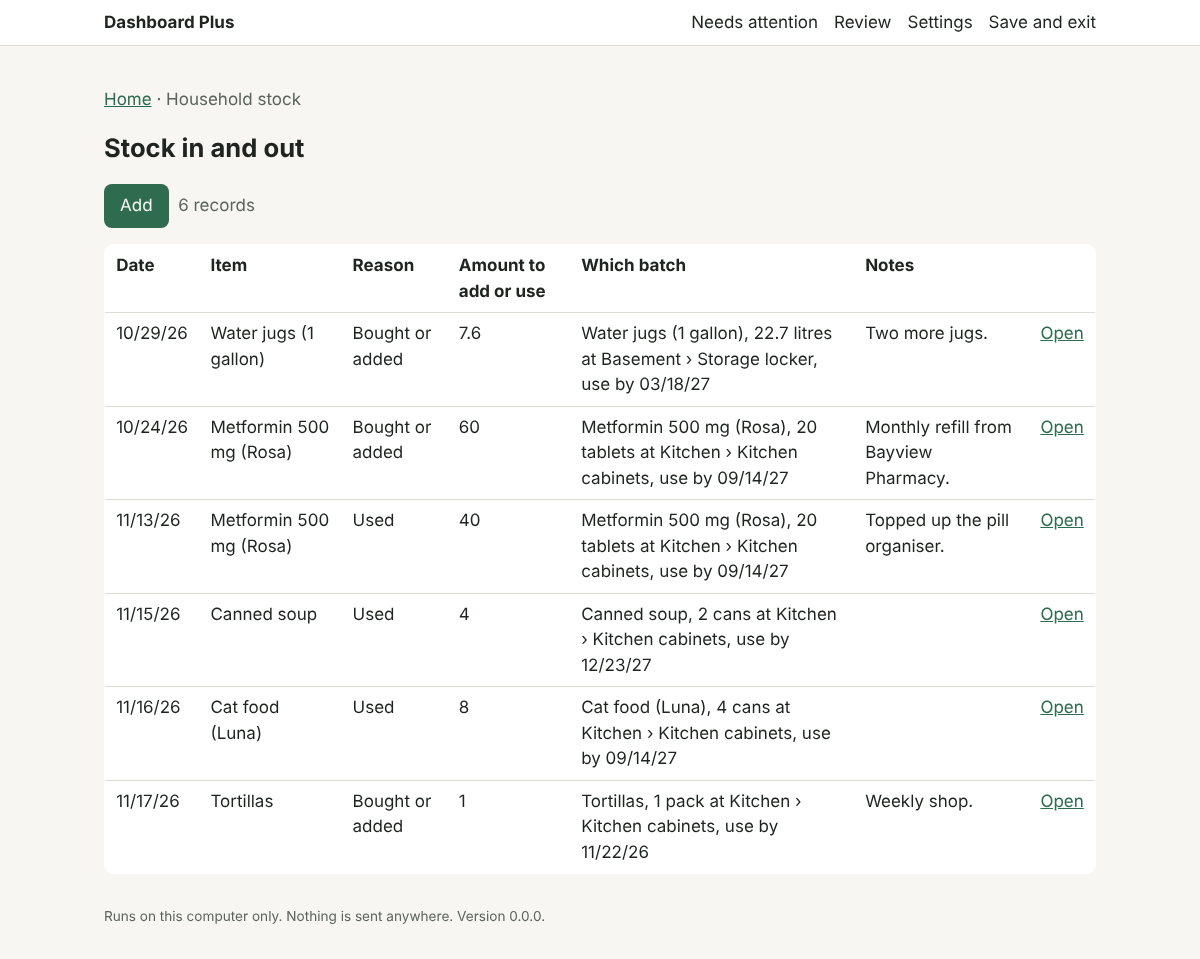 Dashboard Plus
Needs attention Review Settings Save and exit
Home · Household stock
Stock in and out
Add 6 records
Date Item Reason Amount to add or use Which batch Notes
10/29/26 Water jugs (1 gallon) Bought or added 7.6 Water jugs (1 gallon), 22.7 litres at Basement › Storage locker, use by 03/18/27 Two more jugs. Open
10/24/26 Metformin 500 mg (Rosa) Bought or added 60 Metformin 500 mg (Rosa), 20 tablets at Kitchen › Kitchen cabinets, use by 09/14/27 Monthly refill from Bayview Pharmacy. Open
11/13/26 Metformin 500 mg (Rosa) Used 40 Metformin 500 mg (Rosa), 20 tablets at Kitchen › Kitchen cabinets, use by 09/14/27 Topped up the pill organiser. Open
11/15/26 Canned soup Used 4 Canned soup, 2 cans at Kitchen › Kitchen cabinets, use by 12/23/27 Open
11/16/26 Cat food (Luna) Used 8 Cat food (Luna), 4 cans at Kitchen › Kitchen cabinets, use by 09/14/27 Open
11/17/26 Tortillas Bought or added 1 Tortillas, 1 pack at Kitchen › Kitchen cabinets, use by 11/22/26 Weekly shop. Open
Runs on this computer only. Nothing is sent anywhere. Version 0.0.0.